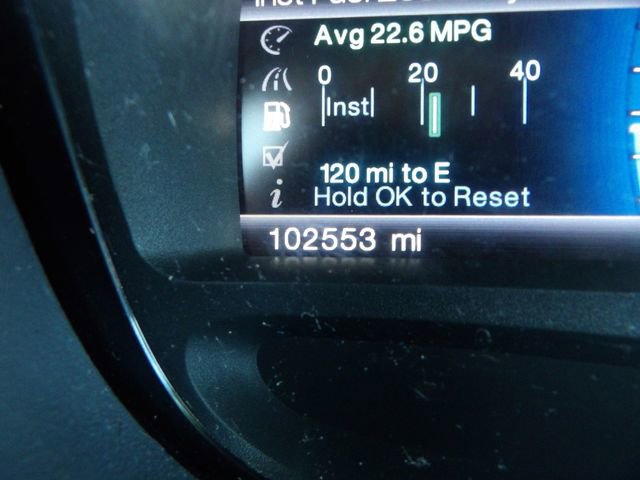 Avg 22.6 MPG
0 20 40
Inst
120 mi to E
Hold OK to Reset
102553 mi